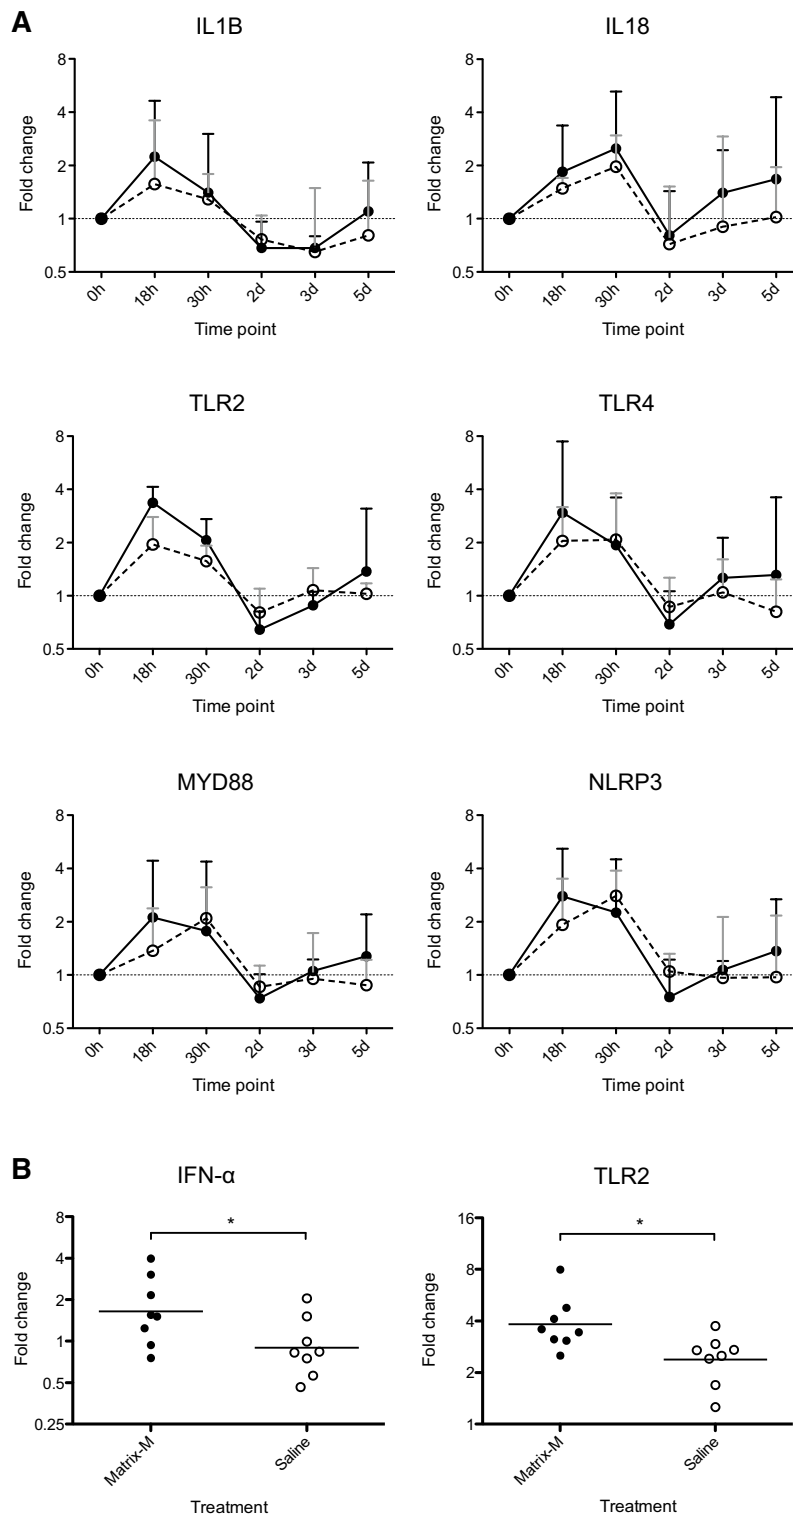 A
IL1B
IL18
8
4
2
1
0.5
Fold change
0h
18h
30h
2d
3d
5d
Time point
8
4
2
1
0.5
Fold change
0h
18h
30h
2d
3d
5d
Time point
TLR2
TLR4
8
4
2
1
0.5
Fold change
0h
18h
30h
2d
3d
5d
Time point
8
4
2
1
0.5
Fold change
0h
18h
30h
2d
3d
5d
Time point
MYD88
NLRP3
8
4
2
1
0.5
Fold change
0h
18h
30h
2d
3d
5d
Time point
8
4
2
1
0.5
Fold change
0h
18h
30h
2d
3d
5d
Time point
B
IFN-α
TLR2
8
4
2
1
0.5
0.25
Fold change
*
Matrix-M
Saline
Treatment
16
8
4
2
1
Fold change
*
Matrix-M
Saline
Treatment